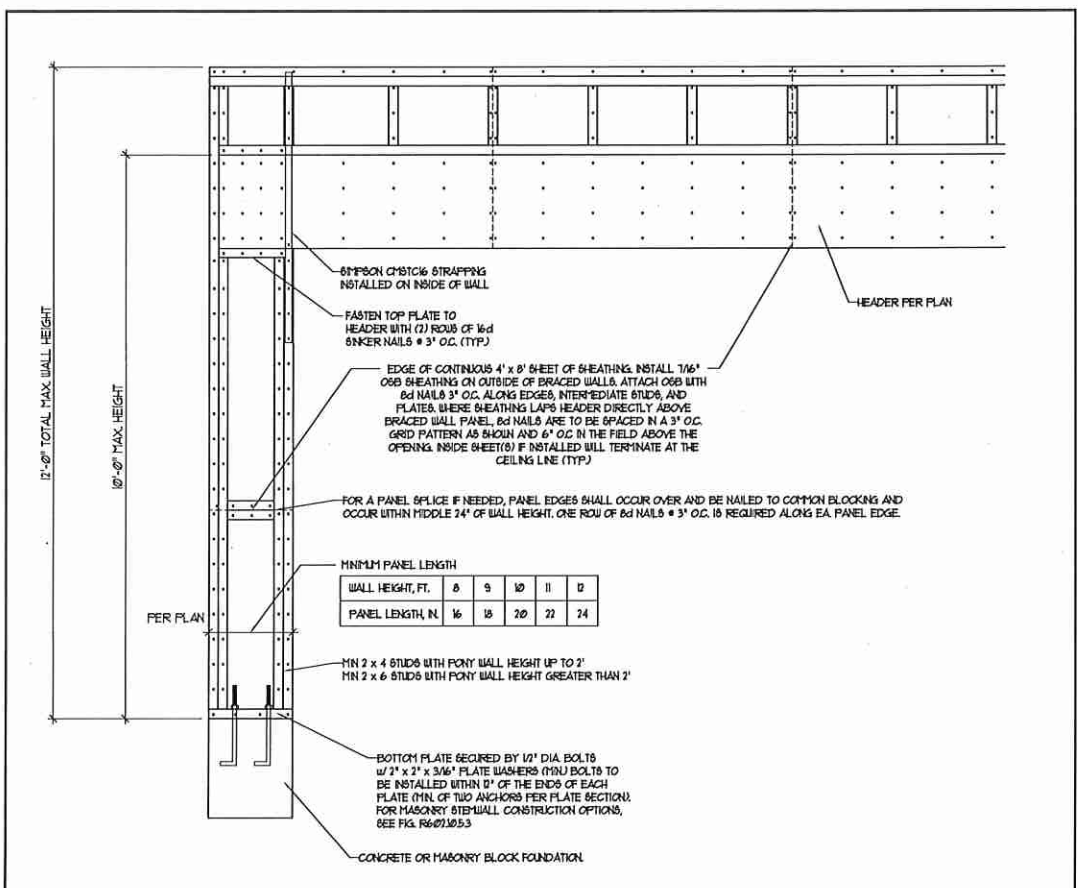 12'-0" TOTAL MAX. WALL HEIGHT
10'-0" MAX. HEIGHT
SIMPSON CMSTC16 STRAPPING
INSTALLED ON INSIDE OF WALL
HEADER PER PLAN
FASTEN TOP PLATE TO
HEADER WITH (2) ROWS OF 16d
SINKER NAILS @ 3" O.C. (TYP.)
EDGE OF CONTINUOUS 4' x 8' SHEET OF SHEATHING. INSTALL 7/16"
OSB SHEATHING ON OUTSIDE OF BRACED WALLS. ATTACH OSB WITH
8d NAILS 3" O.C. ALONG EDGES, INTERMEDIATE STUDS, AND
PLATES. WHERE SHEATHING LAPS HEADER DIRECTLY ABOVE
BRACED WALL PANEL, 8d NAILS ARE TO BE SPACED IN A 3" O.C.
GRID PATTERN AS SHOWN AND 6" O.C. IN THE FIELD ABOVE THE
OPENING. INSIDE SHEET(S) IF INSTALLED WILL TERMINATE AT THE
CEILING LINE (TYP.)
FOR A PANEL SPLICE IF NEEDED, PANEL EDGES SHALL OCCUR OVER AND BE NAILED TO COMMON BLOCKING AND
OCCUR WITHIN MIDDLE 24" OF WALL HEIGHT. ONE ROW OF 8d NAILS @ 3" O.C. IS REQUIRED ALONG EA. PANEL EDGE.
MINIMUM PANEL LENGTH
WALL HEIGHT, FT. 8 9 10 11 12
PANEL LENGTH, IN. 16 18 20 22 24
PER PLAN
MIN 2 x 4 STUDS WITH PONY WALL HEIGHT UP TO 2'
MIN 2 x 6 STUDS WITH PONY WALL HEIGHT GREATER THAN 2'
BOTTOM PLATE SECURED BY 1/2" DIA. BOLTS
w/ 2" x 2" x 3/16" PLATE WASHERS (MIN.) BOLTS TO
BE INSTALLED WITHIN 12" OF THE ENDS OF EACH
PLATE (MIN. OF TWO ANCHORS PER PLATE SECTION).
FOR MASONRY STEMWALL CONSTRUCTION OPTIONS,
SEE FIG. R602.10.5.3
CONCRETE OR MASONRY BLOCK FOUNDATION.